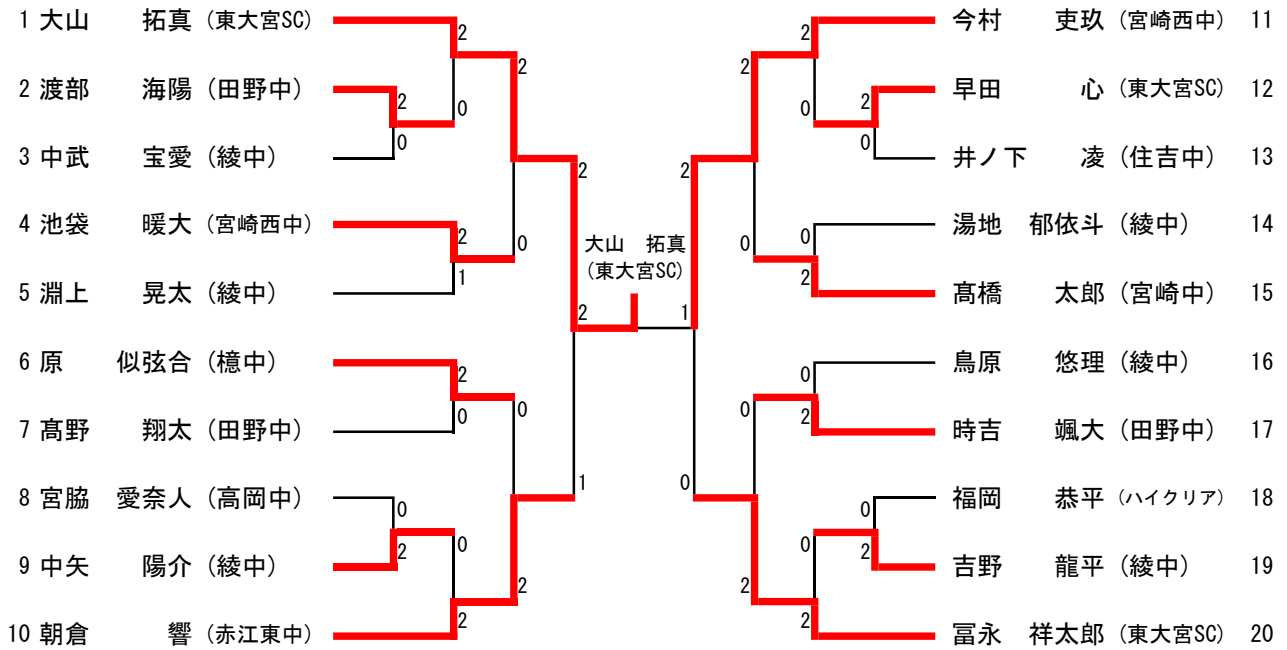 1 大山 拓真 (東大宮SC)
2 渡部 海陽 (田野中)
3 中武 宝愛 (綾中)
4 池袋 暖大 (宮崎西中)
5 淵上 晃太 (綾中)
6 原 似弦合 (檍中)
7 髙野 翔太 (田野中)
8 宮脇 愛奈人 (高岡中)
9 中矢 陽介 (綾中)
10 朝倉 響 (赤江東中)
2
0
2
0
2
1
2
0
0
2
0
2
2
0
0
2
2
1
2
大山 拓真
(東大宮SC)
1
2
0
2
0
0
2
2
0
0
2
2
0
0
2
0
2
0
2
今村 吏玖 (宮崎西中) 11
早田 心 (東大宮SC) 12
井ノ下 凌 (住吉中) 13
湯地 郁依斗 (綾中) 14
髙橋 太郎 (宮崎中) 15
鳥原 悠理 (綾中) 16
時吉 颯大 (田野中) 17
福岡 恭平 (ハイクリア) 18
吉野 龍平 (綾中) 19
冨永 祥太郎 (東大宮SC) 20